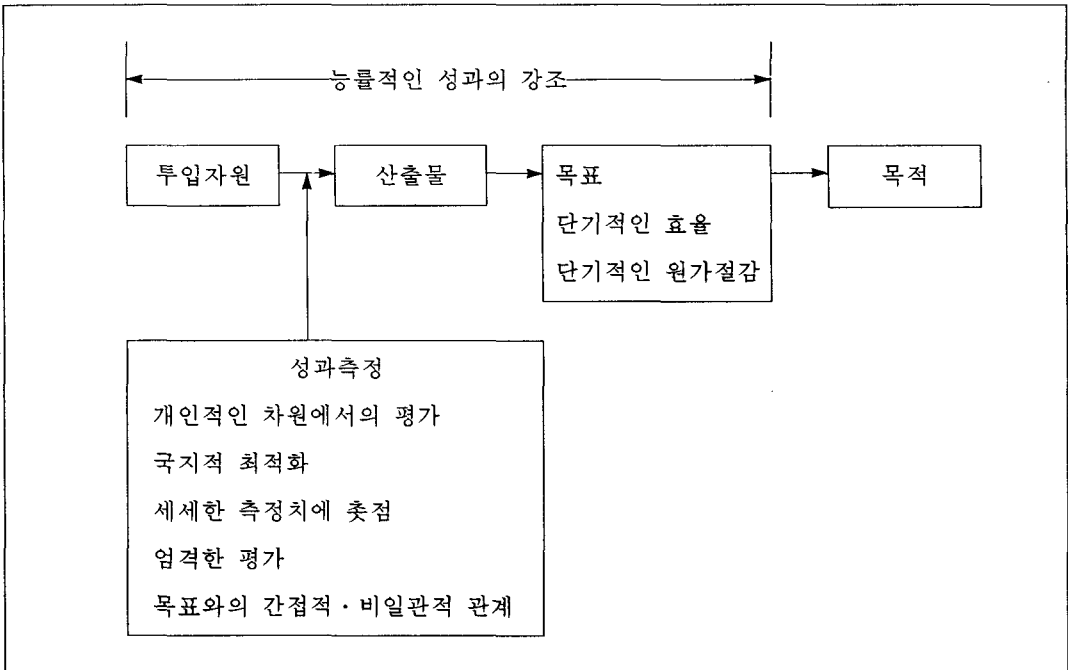 능률적인 성과의 강조
투입자원
산출물
목표
단기적인 효율
단기적인 원가절감
목적
성과측정
개인적인 차원에서의 평가
국지적 최적화
세세한 측정치에 촛점
엄격한 평가
목표와의 간접적·비일관적 관계